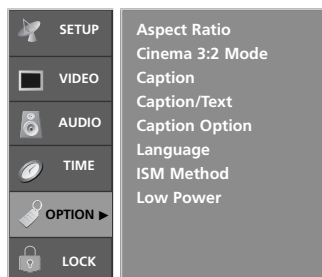 SETUP
VIDEO
AUDIO
TIME
OPTION ►
LOCK
Aspect Ratio
Cinema 3:2 Mode
Caption
Caption/Text
Caption Option
Language
ISM Method
Low Power